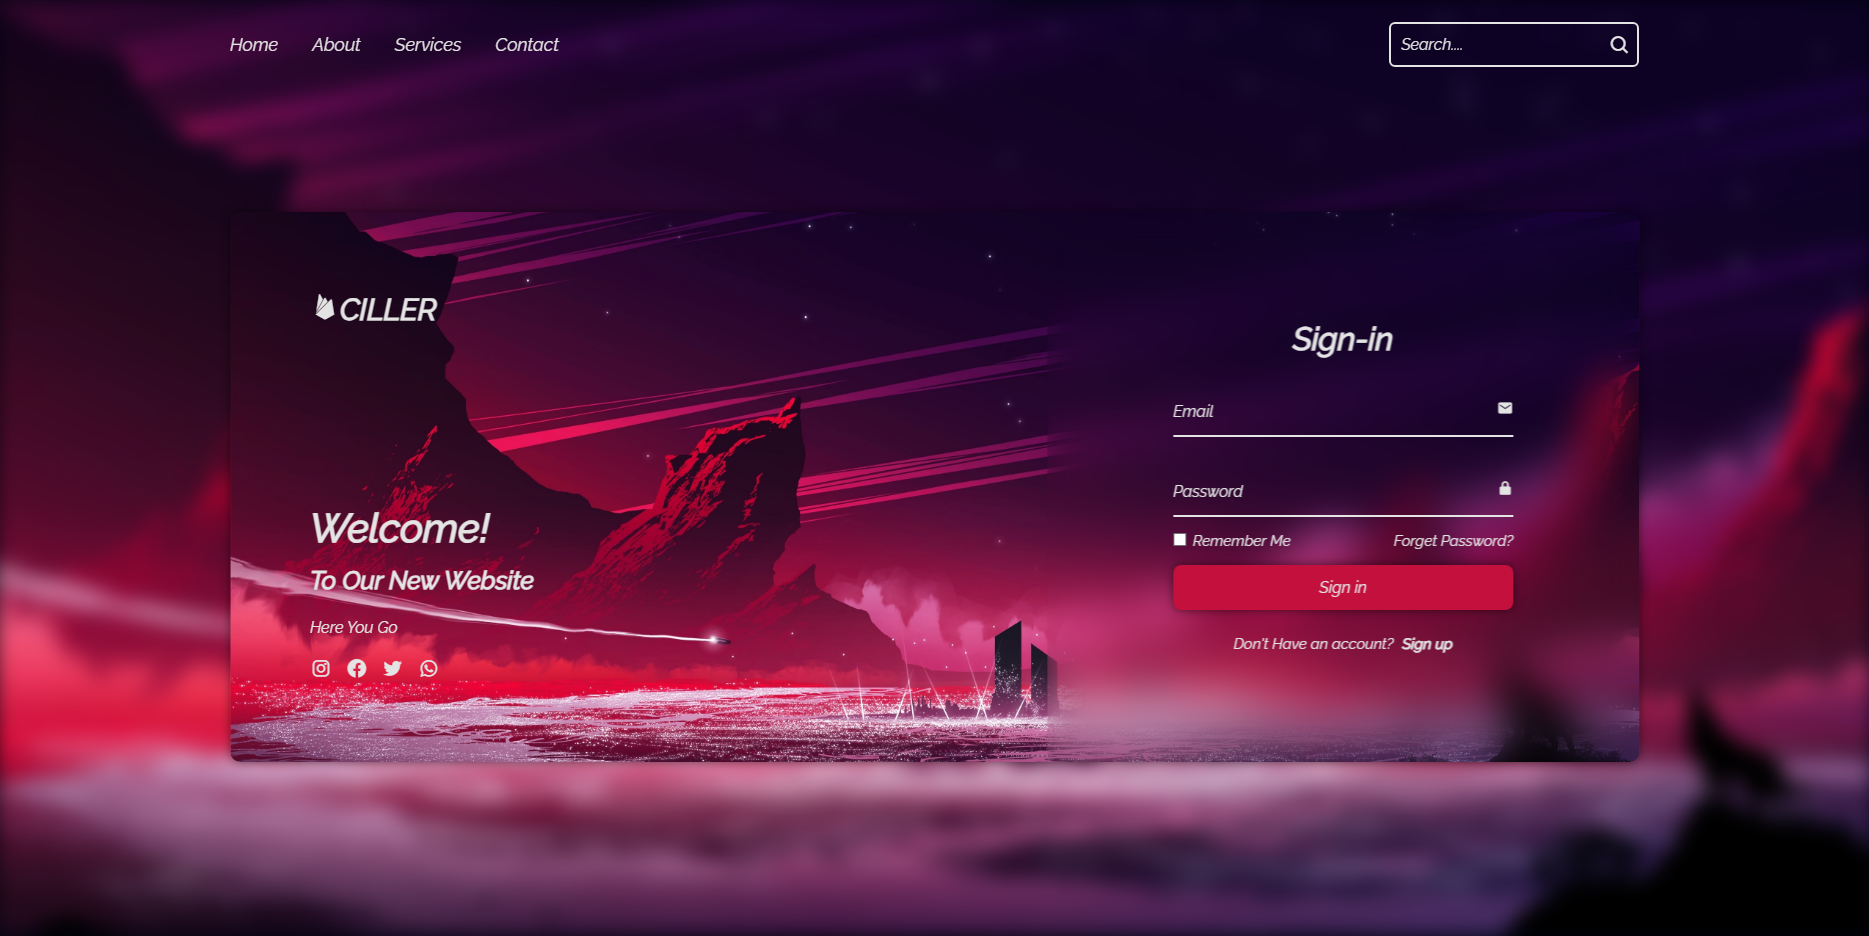 Home About Services Contact Search....
CILLER
Welcome!
To Our New Website
Here You Go
Sign-in
Email
Password
Remember Me Forget Password?
Sign in
Don't Have an account? Sign up